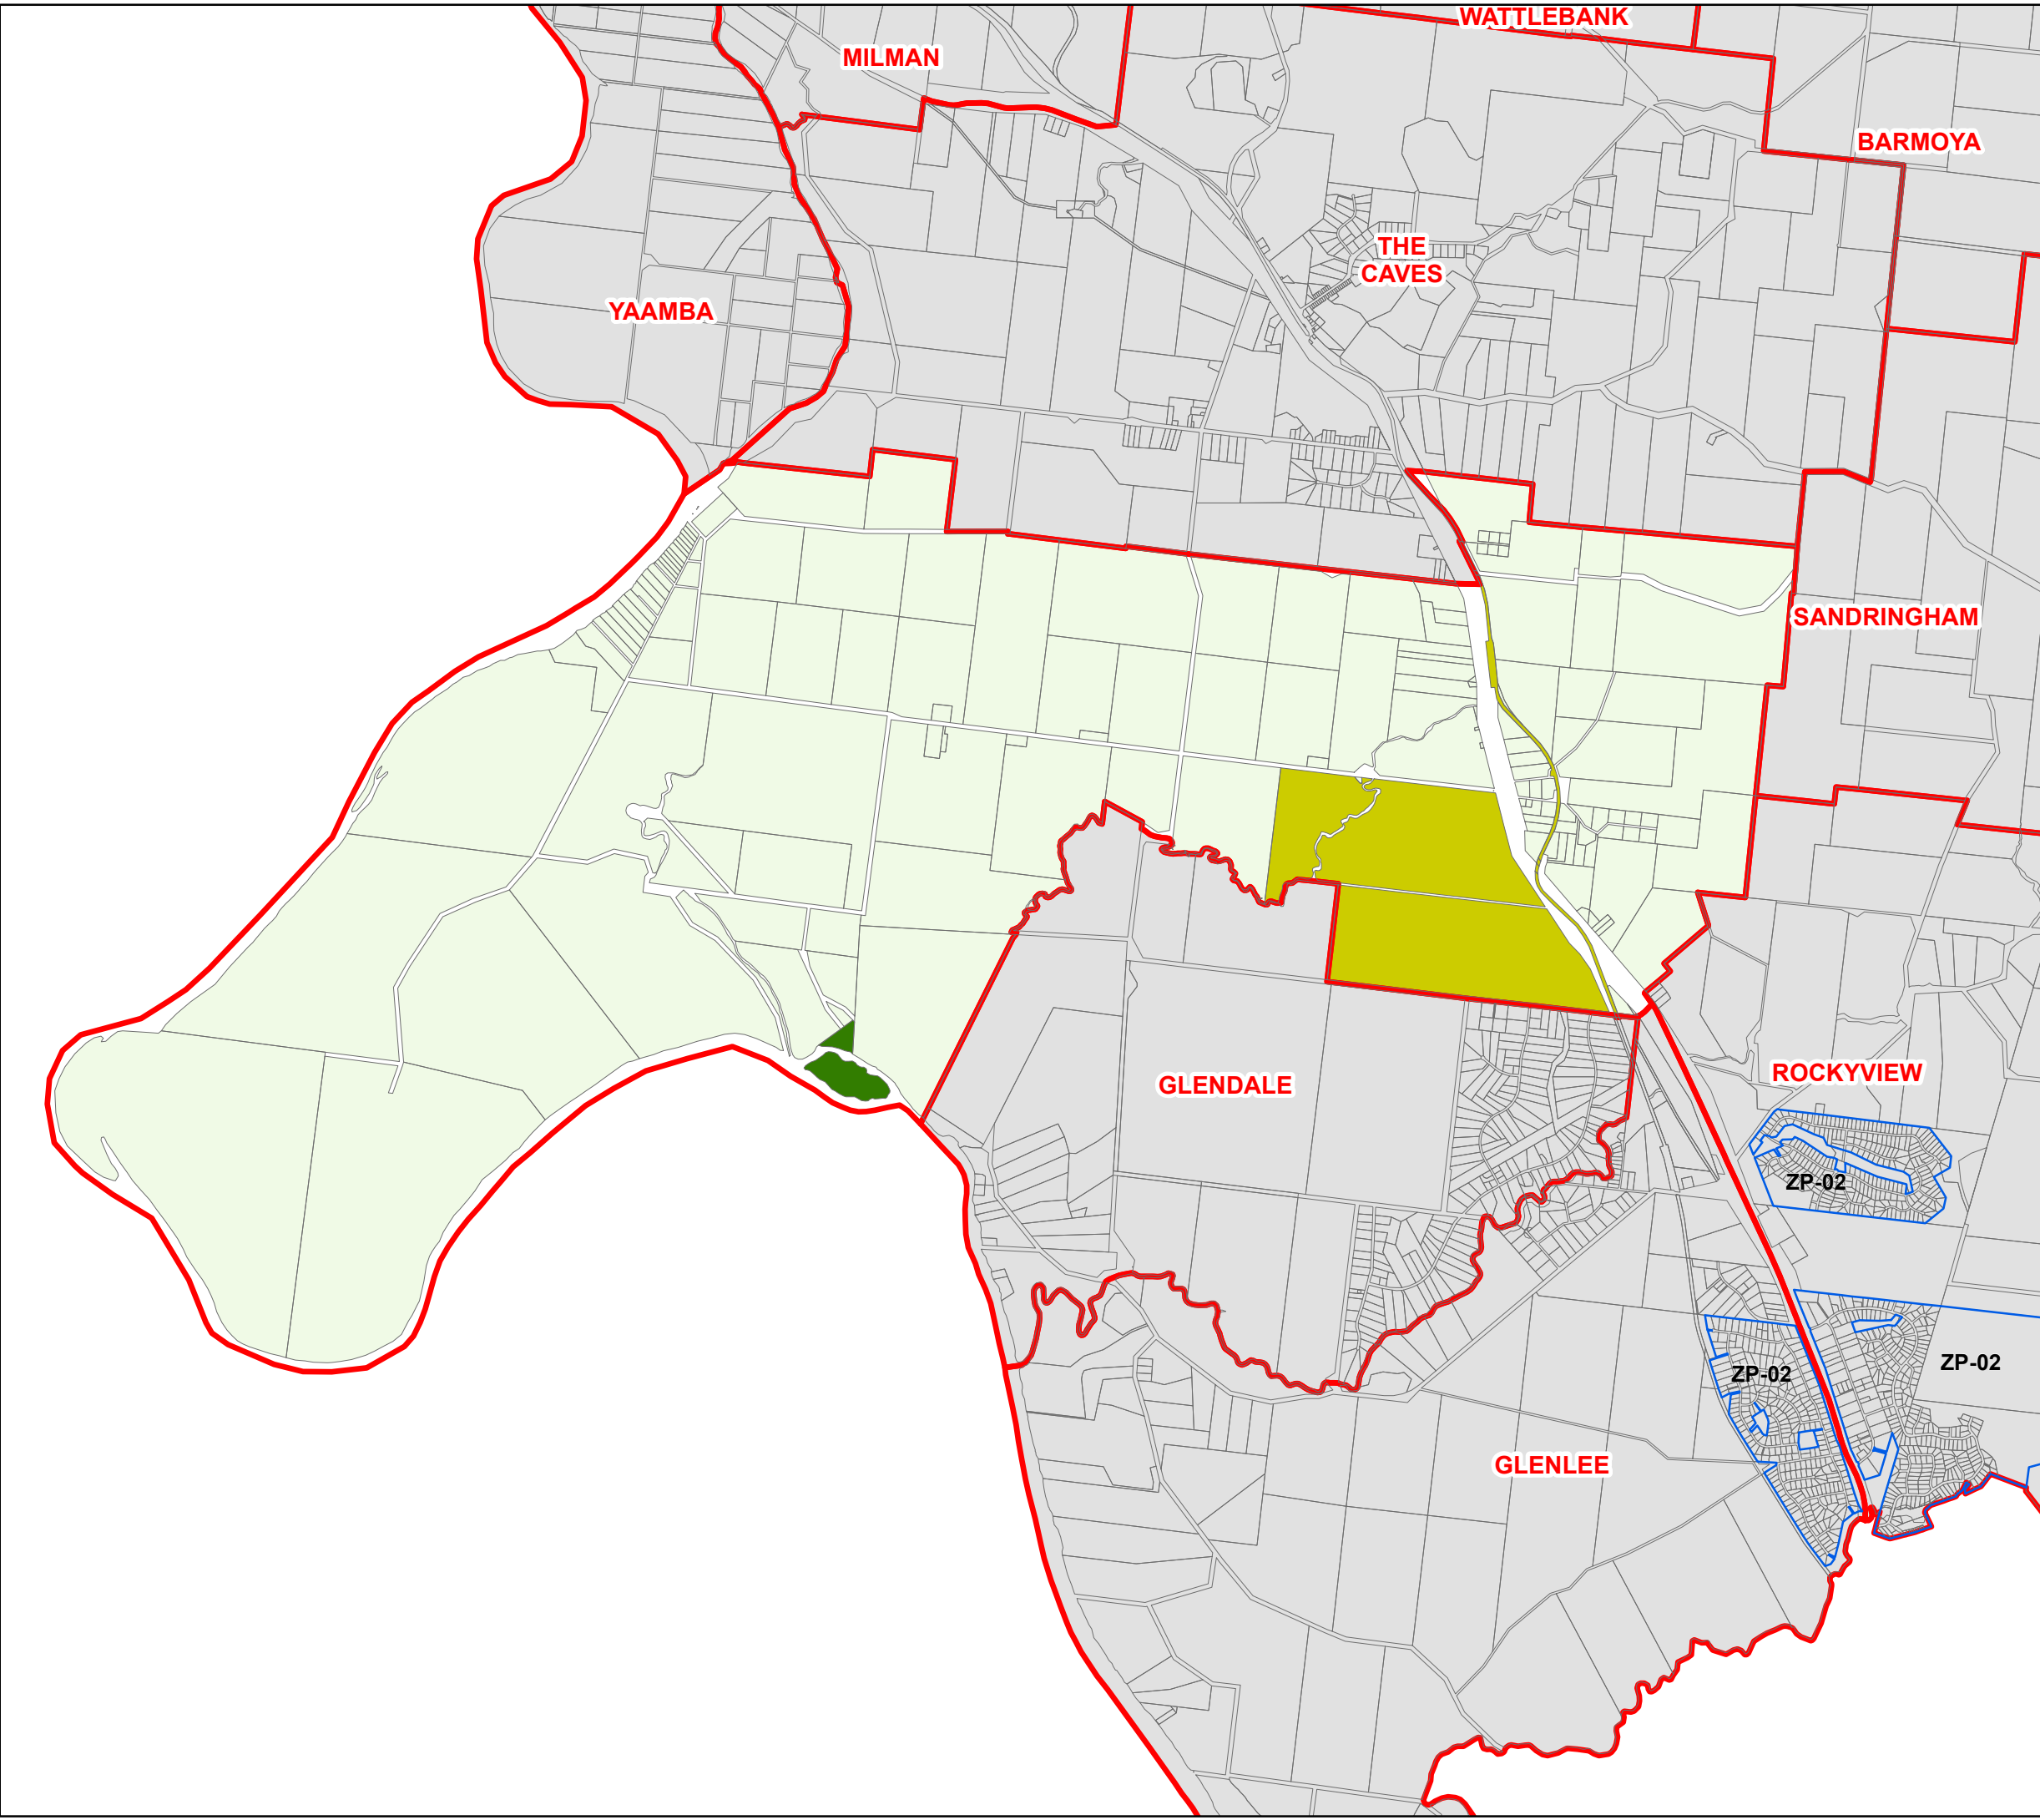 WATTLEBANK
MILMAN
BARMOYA
THE
CAVES
YAAMBA
SANDRINGHAM
ROCKYVIEW
GLENDALE
ZP-02
ZP-02
ZP-02
GLENLEE